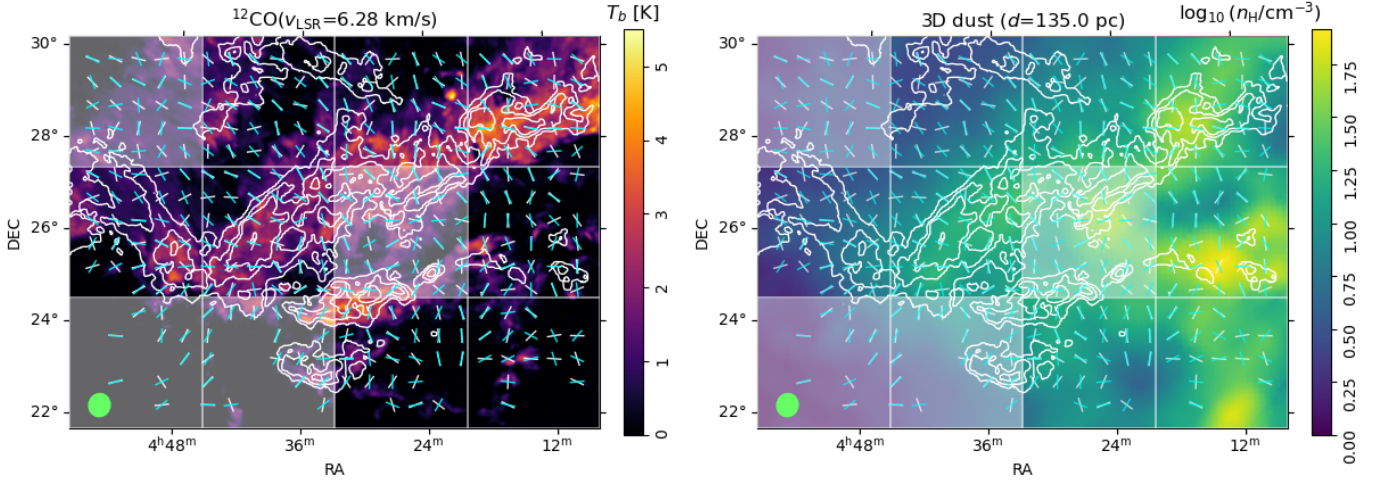 ¹²CO(v_LSR=6.28 km/s)
T_b [K]
30°
28°
26°
24°
22°
DEC
4ʰ48ᵐ
36ᵐ
24ᵐ
12ᵐ
RA
5
4
3
2
1
0
3D dust (d=135.0 pc)
log₁₀ (n_H/cm⁻³)
30°
28°
26°
24°
22°
DEC
4ʰ48ᵐ
36ᵐ
24ᵐ
12ᵐ
RA
1.75
1.50
1.25
1.00
0.75
0.50
0.25
0.00